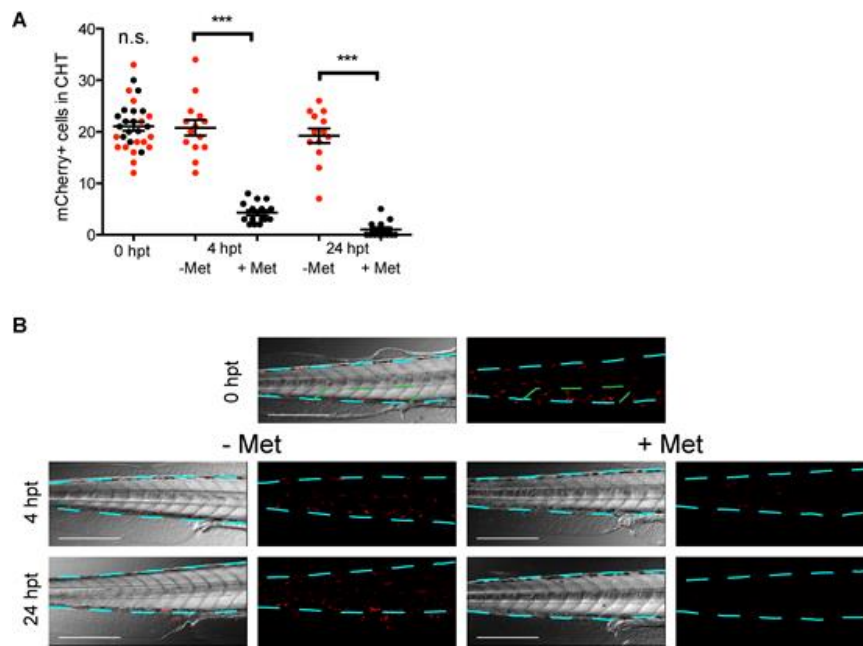 A
mCherry+ cells in CHT
40
30
20
10
0
n.s.
***
***
0 hpt
4 hpt
24 hpt
-Met
+ Met
-Met
+ Met
B
0 hpt
- Met
+ Met
4 hpt
24 hpt